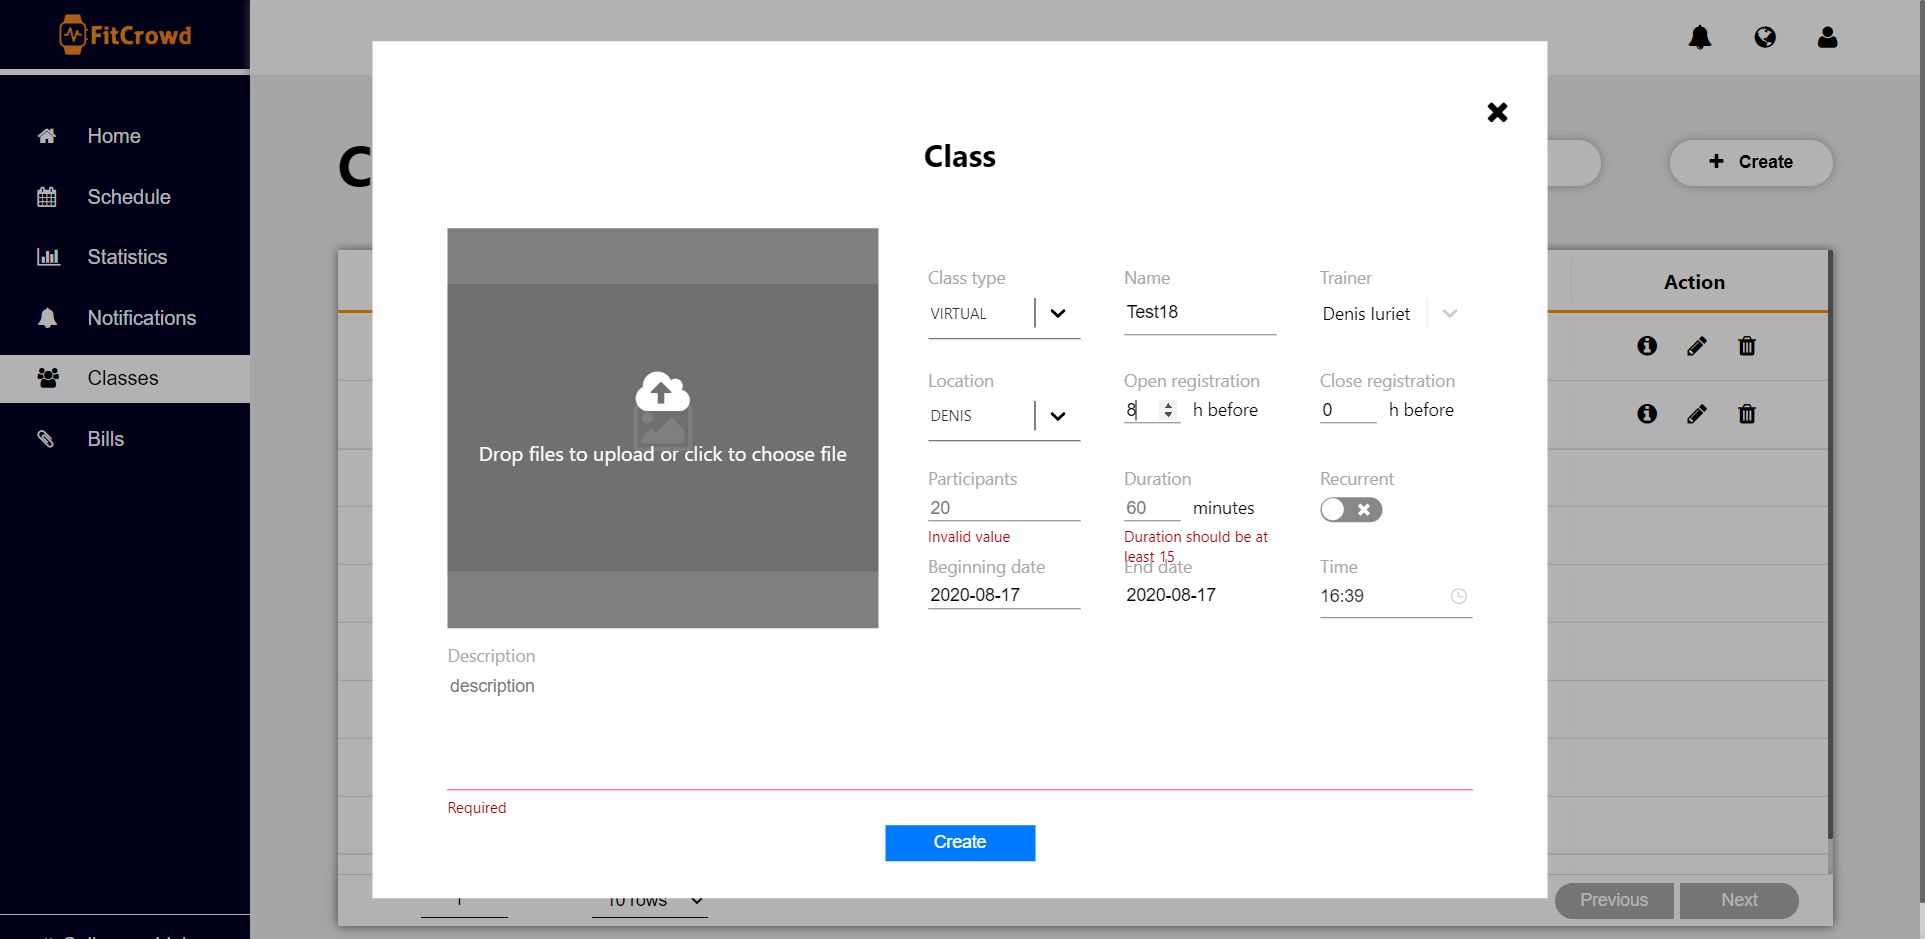 FitCrowd
Home
Schedule
Statistics
Notifications
Classes
Bills
C
Create
Action
Class
Drop files to upload or click to choose file
Class type
Name
Trainer
VIRTUAL
Test18
Denis Iuriet
Location
Open registration
Close registration
DENIS
8 h before
0 h before
Participants
Duration
Recurrent
20
60 minutes
Invalid value
Duration should be at
least 15
Beginning date
End date
Time
2020-08-17
2020-08-17
16:39
Description
description
Required
Create
1
10 rows
Previous
Next